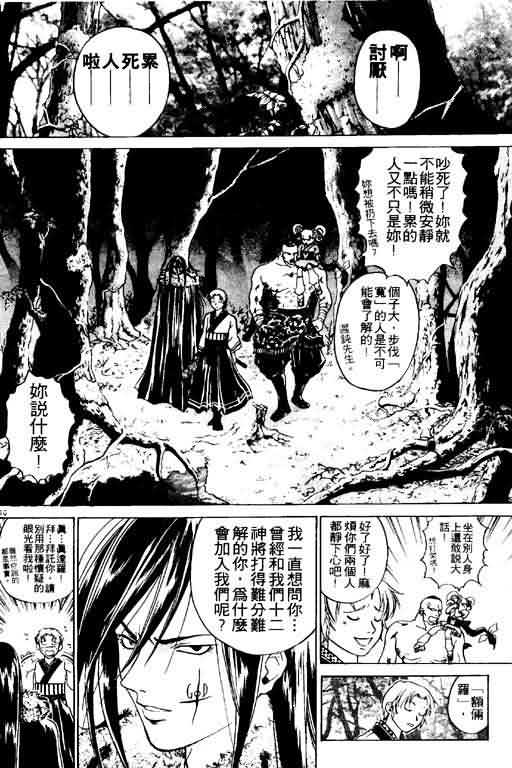 啊——
討厭——
累死人啦——
吵死了!妳就
不能稍微安靜
一點嗎!累的
人又不只是妳!
妳想被扔下去嗎?
個子大、步伐「
寬」的人是不可
能會了解的!
妳說什麼!
坐在別人身
上還敢說大
話!
好了好了!麻
煩你們兩個人
都靜下心吧!
「額倆
羅」,
我一直想問你…
曾經和我們十二
神將打得難分難
解的你,為什麼
會加入我們呢?
GOD
真…真達羅!
拜…拜託你,請
別用那種懷疑的
眼光看我啦!